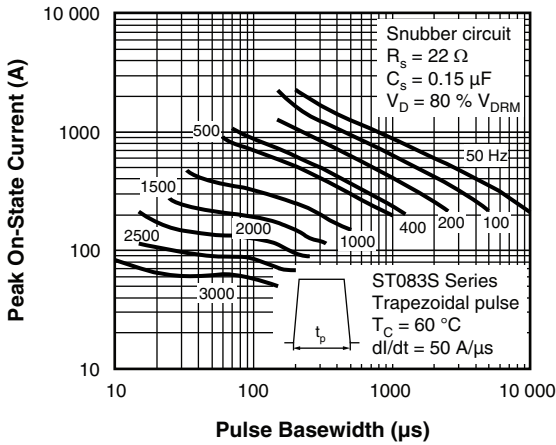 10 000
Snubber circuit
Rs = 22 Ω
Cs = 0.15 µF
VD = 80 % VDRM
Peak On-State Current (A)
1000
500
50 Hz
1500
2500
2000
1000
400
200
100
100
3000
tp
ST083S Series
Trapezoidal pulse
TC = 60 °C
dI/dt = 50 A/µs
10
10
100
1000
10 000
Pulse Basewidth (µs)